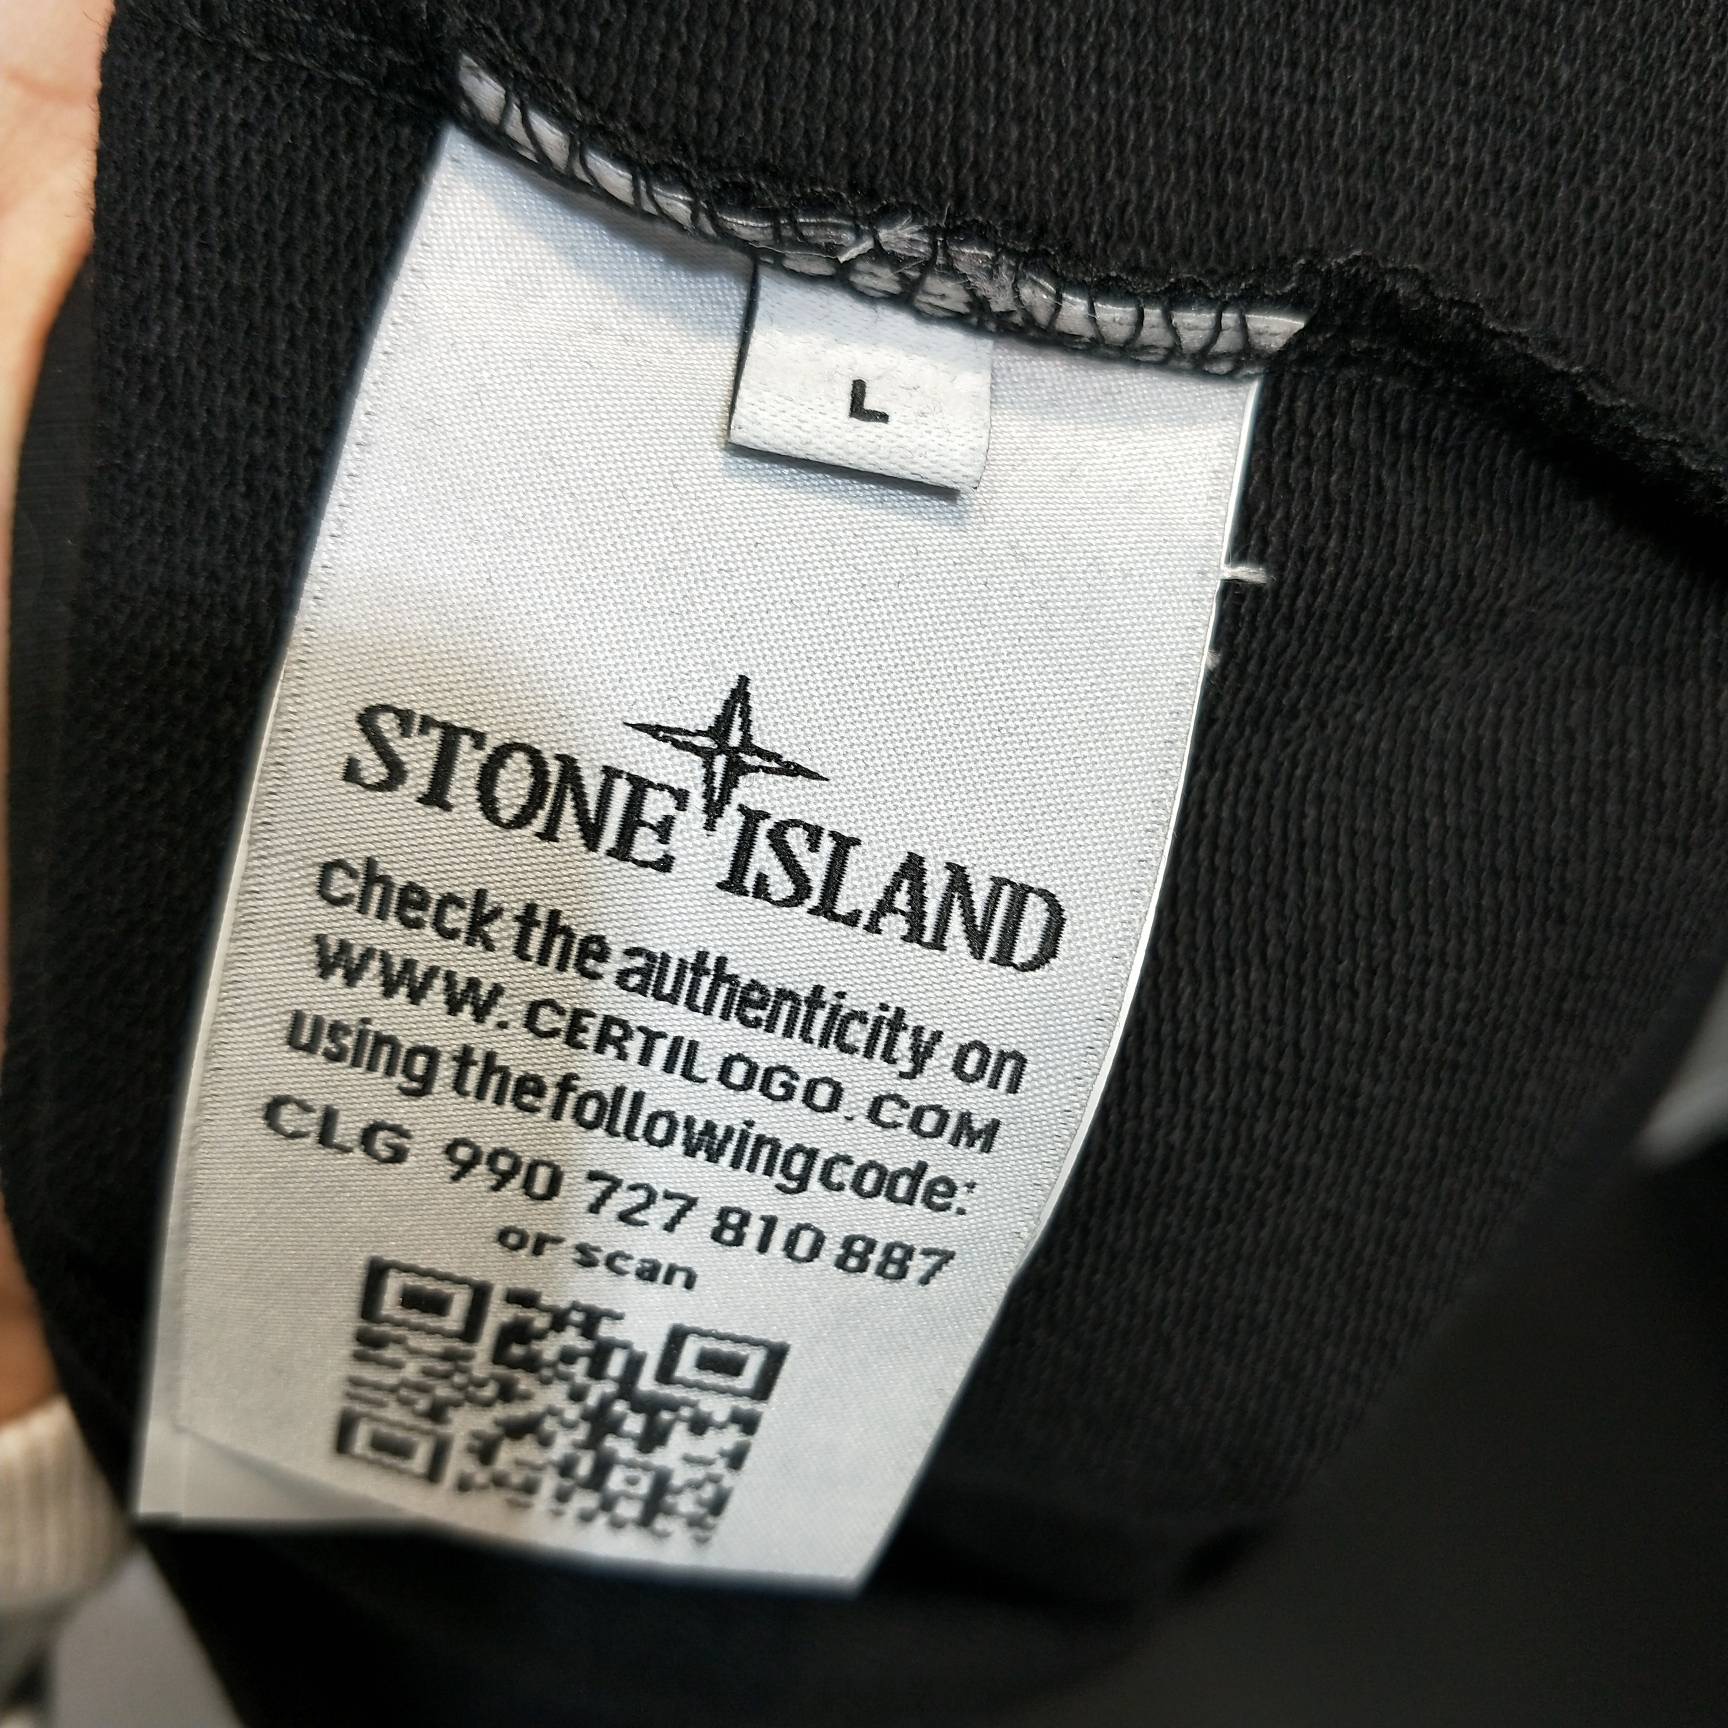 L
STONE ISLAND
check the authenticity on
WWW.CERTILOGO.COM
using the following code:
CLG 990 727 810 887
or scan